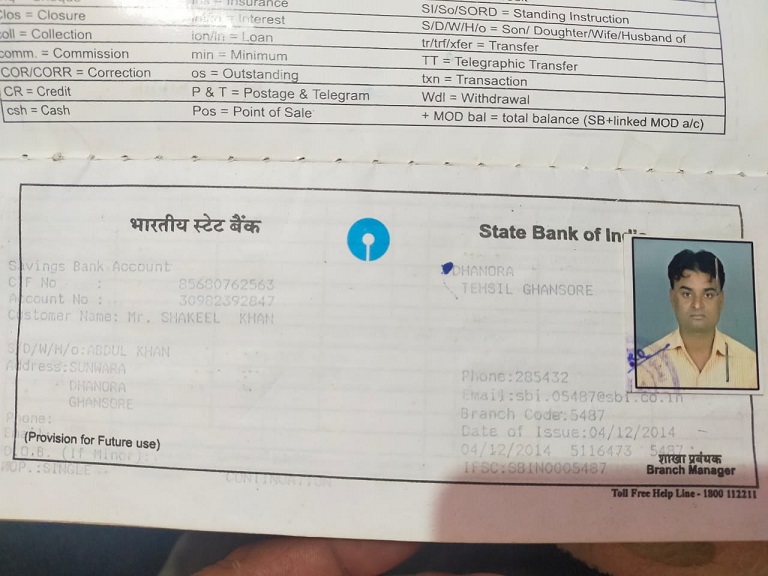 = Insurance
SI/So/SORD = Standing Instruction
Clos = Closure
= Interest
S/D/W/H/o = Son/ Doughter/Wife/Husband of
coll = Collection
ion/ln = Loan
tr/trf/xfer = Transfer
comm. = Commission
min = Minimum
TT = Telegraphic Transfer
COR/CORR = Correction
os = Outstanding
txn = Transaction
CR = Credit
P & T = Postage & Telegram
Wdl = Withdrawal
csh = Cash
Pos = Point of Sale
+ MOD bal = total balance (SB+linked MOD a/c)
भारतीय स्टेट बैंक
State Bank of
Savings Bank Account
CIF No : 85680762563
Account No : 30982392847
Customer Name: Mr. SHAKEEL KHAN
DHANORA
TEHSIL GHANSORE
S/D/W/H/o:ABDUL KHAN
Address:SUNWARA
DHANORA
GHANSORE
Phone:
Phone:285432
Email:sbi.05487@sbi.co.in
Branch Code:5487
Date of Issue:04/12/2014
04/12/2014 5116473 5487
IFSC:SBIN0005487
(Provision for Future use)
D.O.B. (If Minor):
MOP.:SINGLE
CONTINUATION
शाखा प्रबंधक
Branch Manager
Toll Free Help Line - 1800 112211